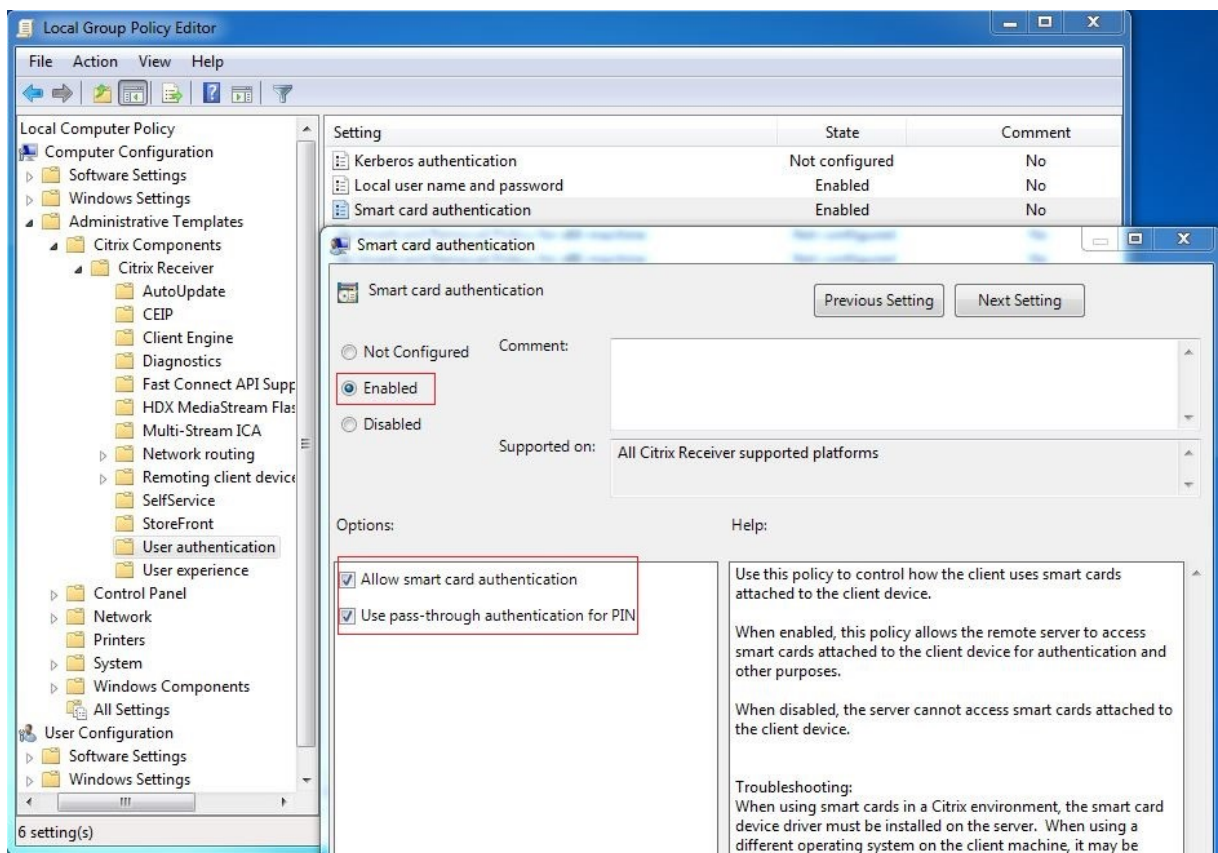 Local Group Policy Editor
File Action View Help
Local Computer Policy
Computer Configuration
Software Settings
Windows Settings
Administrative Templates
Citrix Components
Citrix Receiver
AutoUpdate
CEIP
Client Engine
Diagnostics
Fast Connect API Supp
HDX MediaStream Flas
Multi-Stream ICA
Network routing
Remoting client device
SelfService
StoreFront
User authentication
User experience
Control Panel
Network
Printers
System
Windows Components
All Settings
User Configuration
Software Settings
Windows Settings
6 setting(s)
Setting State Comment
Kerberos authentication Not configured No
Local user name and password Enabled No
Smart card authentication Enabled No
Smart card authentication
Smart card authentication
Previous Setting Next Setting
Not Configured
Enabled
Disabled
Comment:
Supported on: All Citrix Receiver supported platforms
Options:
Allow smart card authentication
Use pass-through authentication for PIN
Help:
Use this policy to control how the client uses smart cards
attached to the client device.
When enabled, this policy allows the remote server to access
smart cards attached to the client device for authentication and
other purposes.
When disabled, the server cannot access smart cards attached to
the client device.
Troubleshooting:
When using smart cards in a Citrix environment, the smart card
device driver must be installed on the server. When using a
different operating system on the client machine, it may be